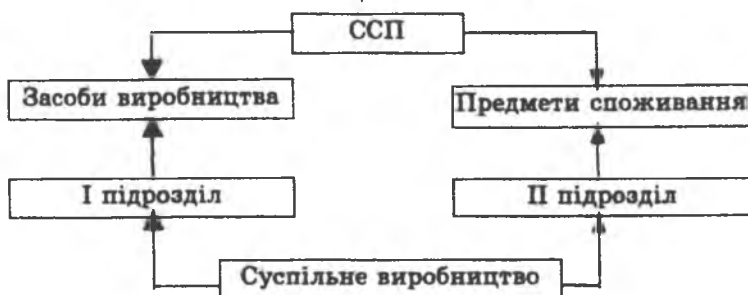 ССП
Засоби виробництва
Предмети споживання
І підрозділ
ІІ підрозділ
Суспільне виробництво